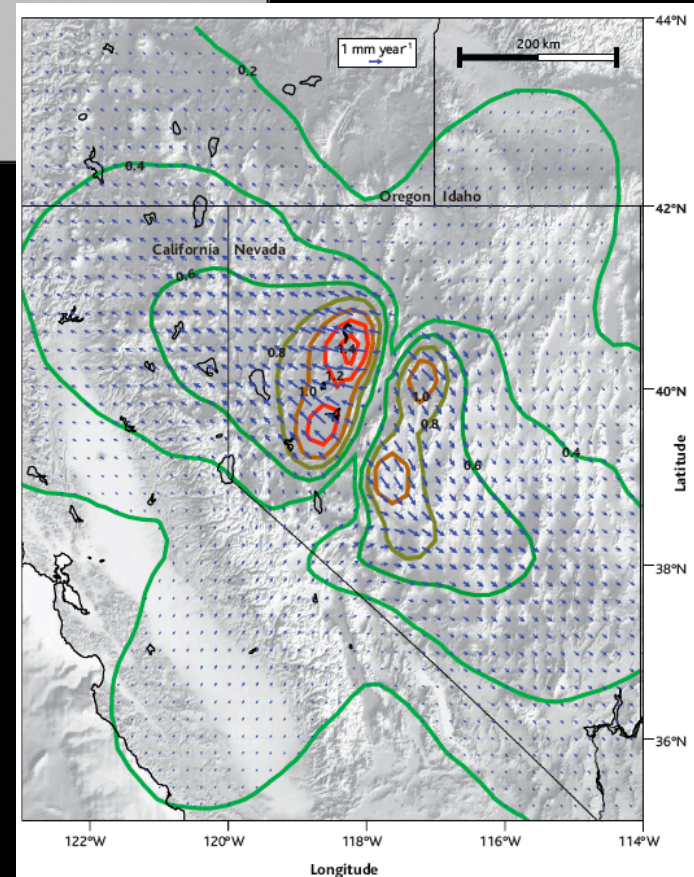 44°N
1 mm year⁻¹
200 km
0.2
0.4
Oregon Idaho
42°N
California Nevada
0.6
0.8
1.4
1.2
1.0
40°N
1.0
0.8
0.6
0.4
Latitude
38°N
36°N
122°W 120°W 118°W 116°W 114°W
Longitude